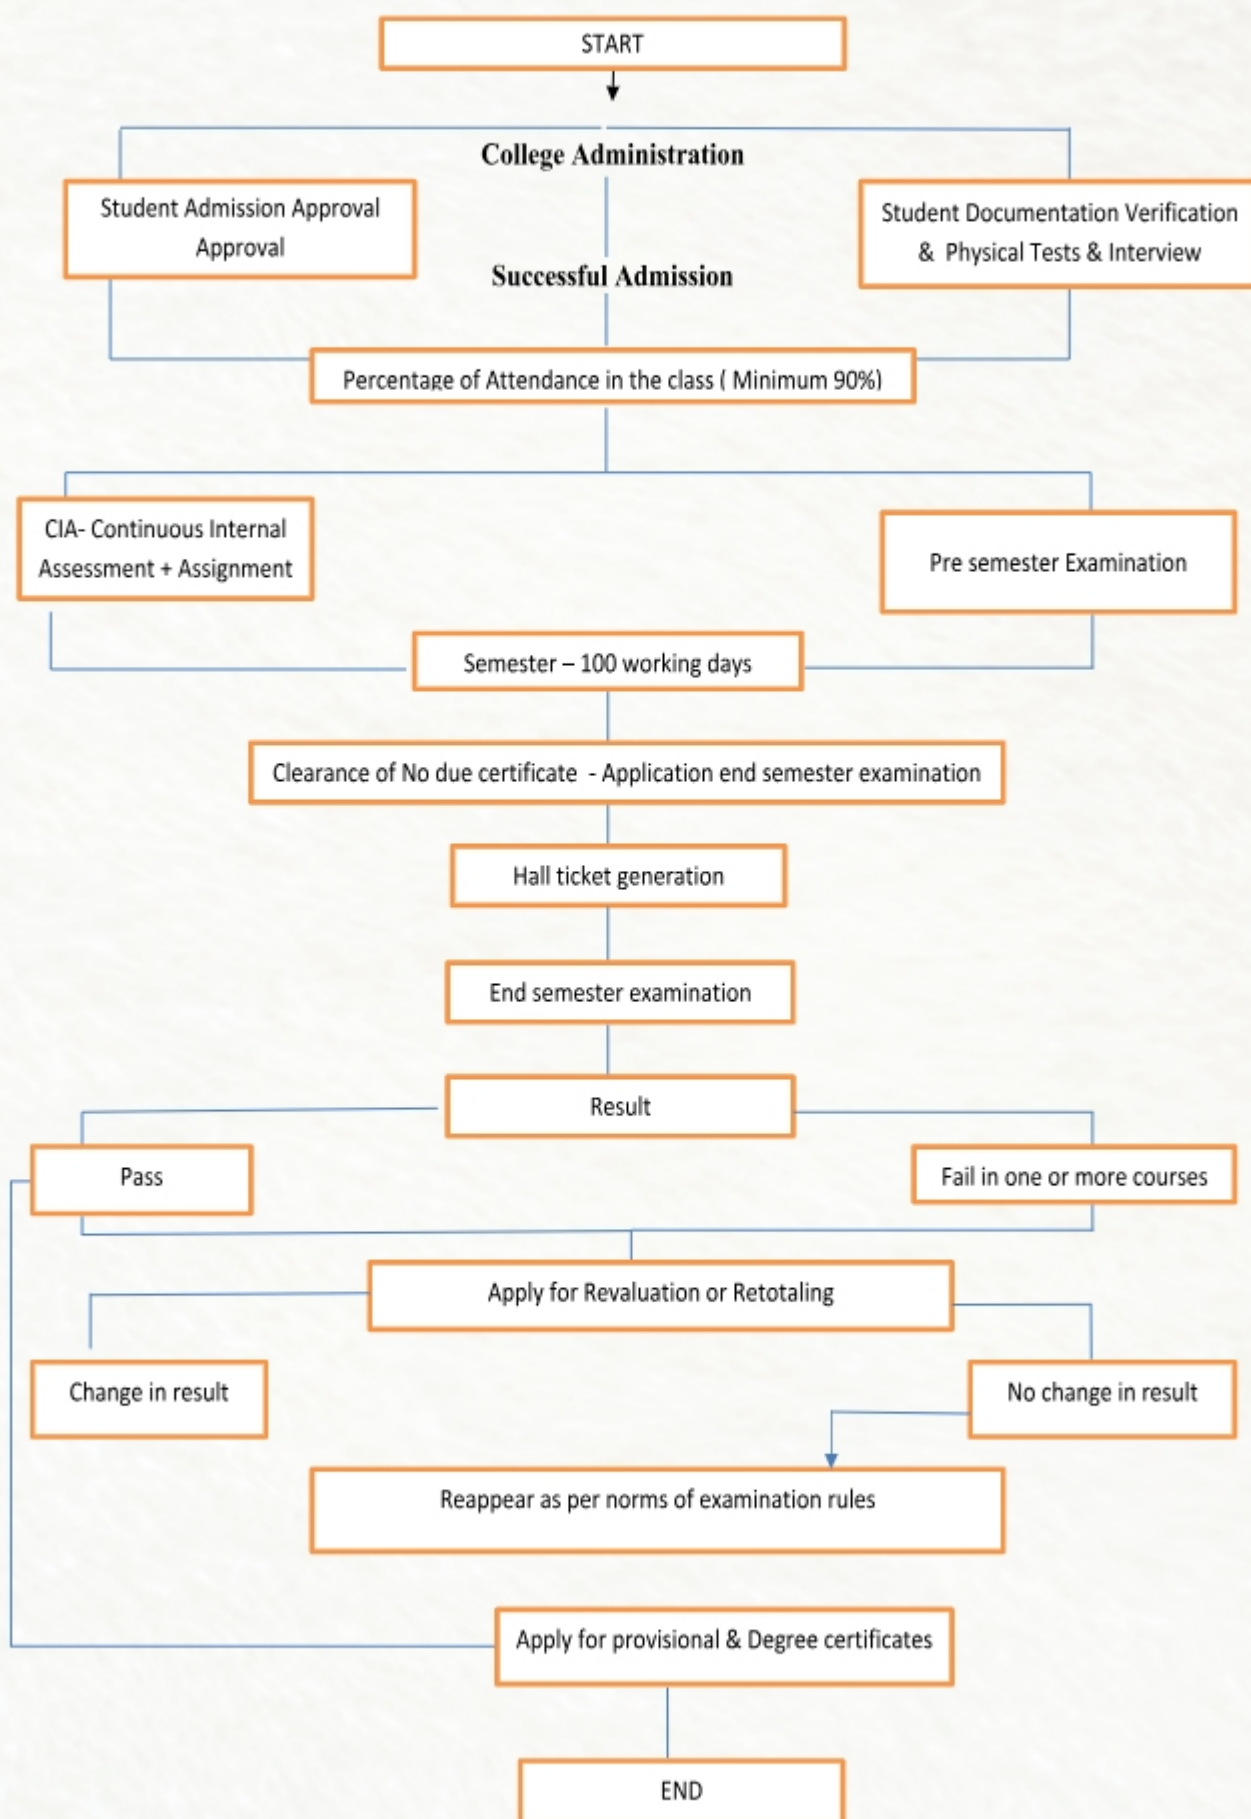 START
College Administration
Student Admission Approval
Approval
Student Documentation Verification
& Physical Tests & Interview
Successful Admission
Percentage of Attendance in the class ( Minimum 90%)
CIA- Continuous Internal
Assessment + Assignment
Pre semester Examination
Semester – 100 working days
Clearance of No due certificate - Application end semester examination
Hall ticket generation
End semester examination
Result
Pass
Fail in one or more courses
Apply for Revaluation or Retotaling
Change in result
No change in result
Reappear as per norms of examination rules
Apply for provisional & Degree certificates
END